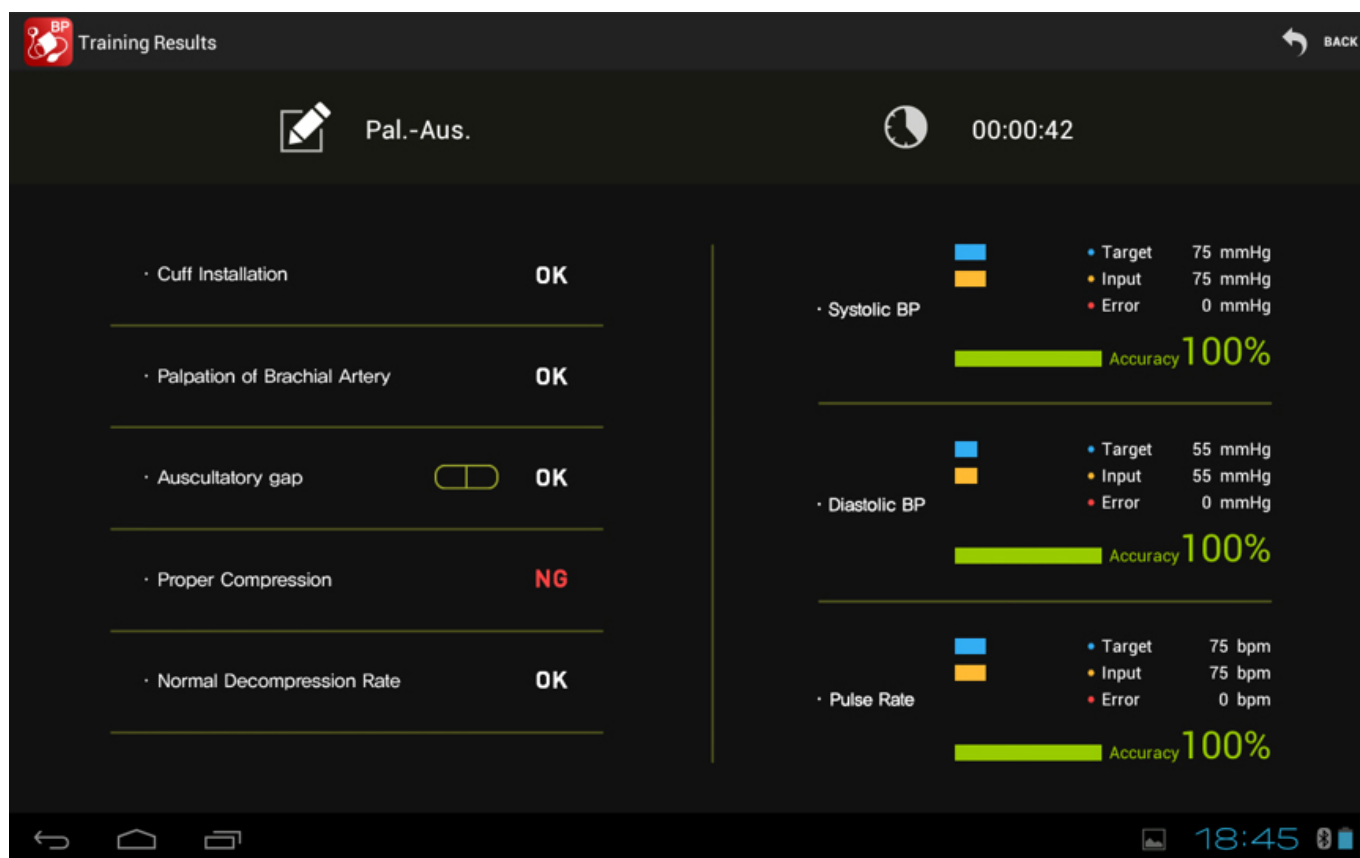 BP
Training Results
BACK
Pal.-Aus.
00:00:42
· Cuff Installation OK
· Palpation of Brachial Artery OK
· Auscultatory gap OK
· Proper Compression NG
· Normal Decompression Rate OK
· Systolic BP
• Target 75 mmHg
• Input 75 mmHg
• Error 0 mmHg
Accuracy 100%
· Diastolic BP
• Target 55 mmHg
• Input 55 mmHg
• Error 0 mmHg
Accuracy 100%
· Pulse Rate
• Target 75 bpm
• Input 75 bpm
• Error 0 bpm
Accuracy 100%
18:45